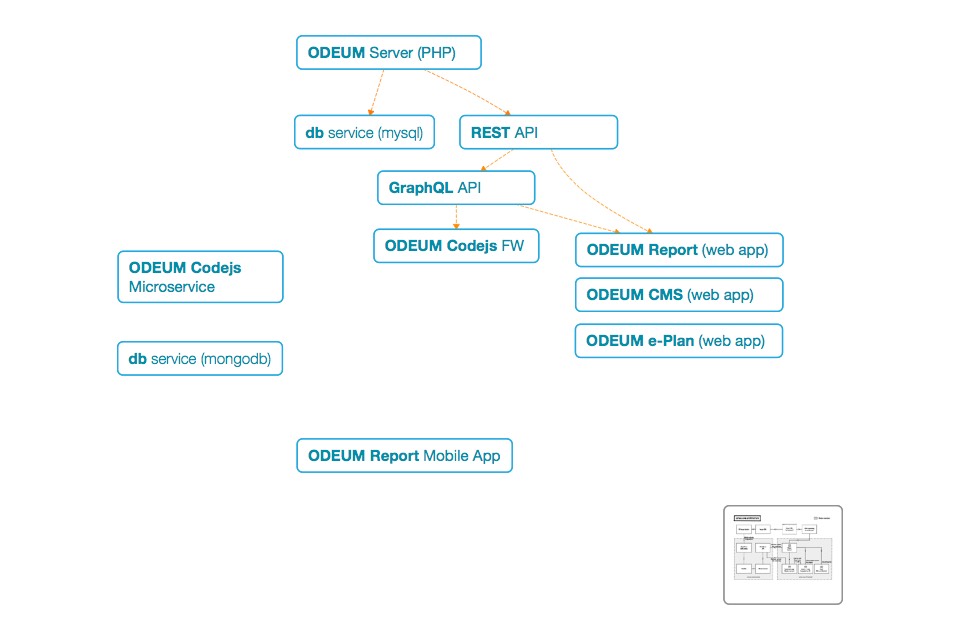 ODEUM Server (PHP)
db service (mysql)
REST API
GraphQL API
ODEUM Codejs FW
ODEUM Report (web app)
ODEUM Codejs
Microservice
ODEUM CMS (web app)
ODEUM e-Plan (web app)
db service (mongodb)
ODEUM Report Mobile App